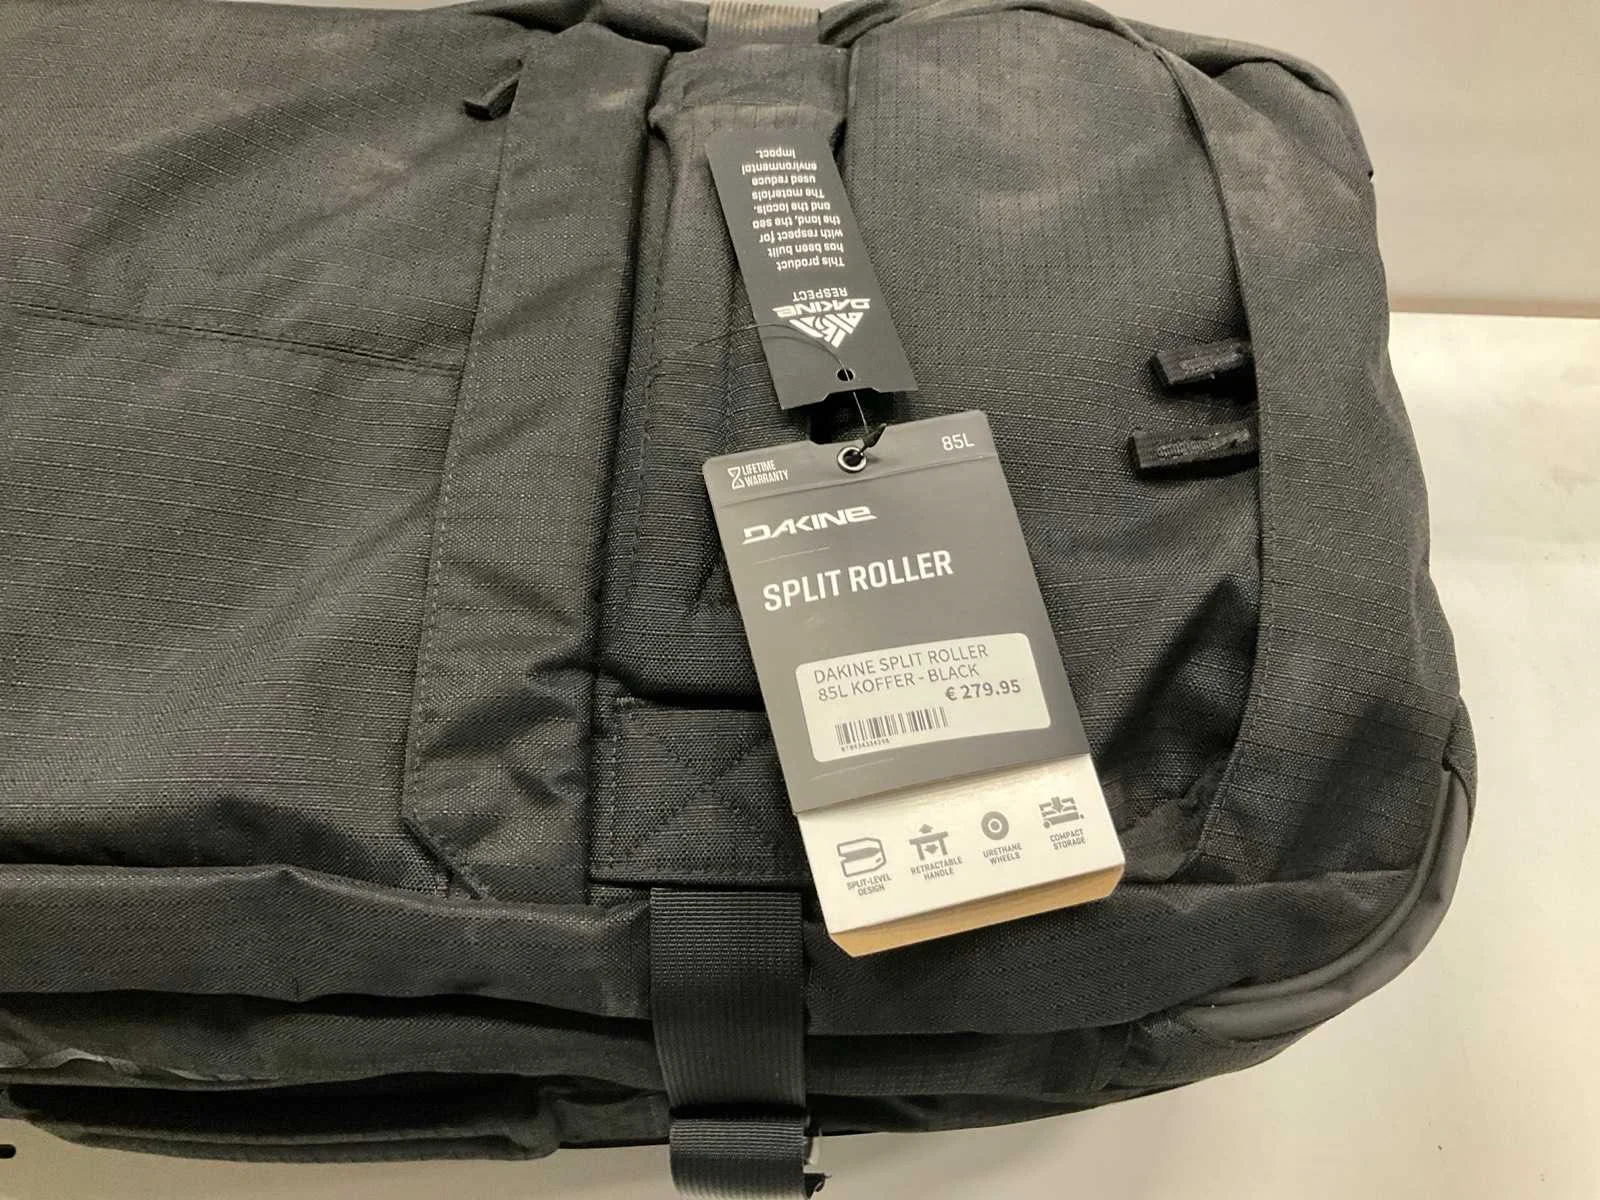 DAKINE
RESPECT
This product
has been built
with respect for
the land, the sea
and the locals.
The materials
used reduce
environmental
impact.
LIFETIME
WARRANTY
85L
DAKINE
SPLIT ROLLER
DAKINE SPLIT ROLLER
85L KOFFER - BLACK
€ 279.95
SPLIT-LEVEL
DESIGN
RETRACTABLE
HANDLE
URETHANE
WHEELS
COMPACT
STORAGE